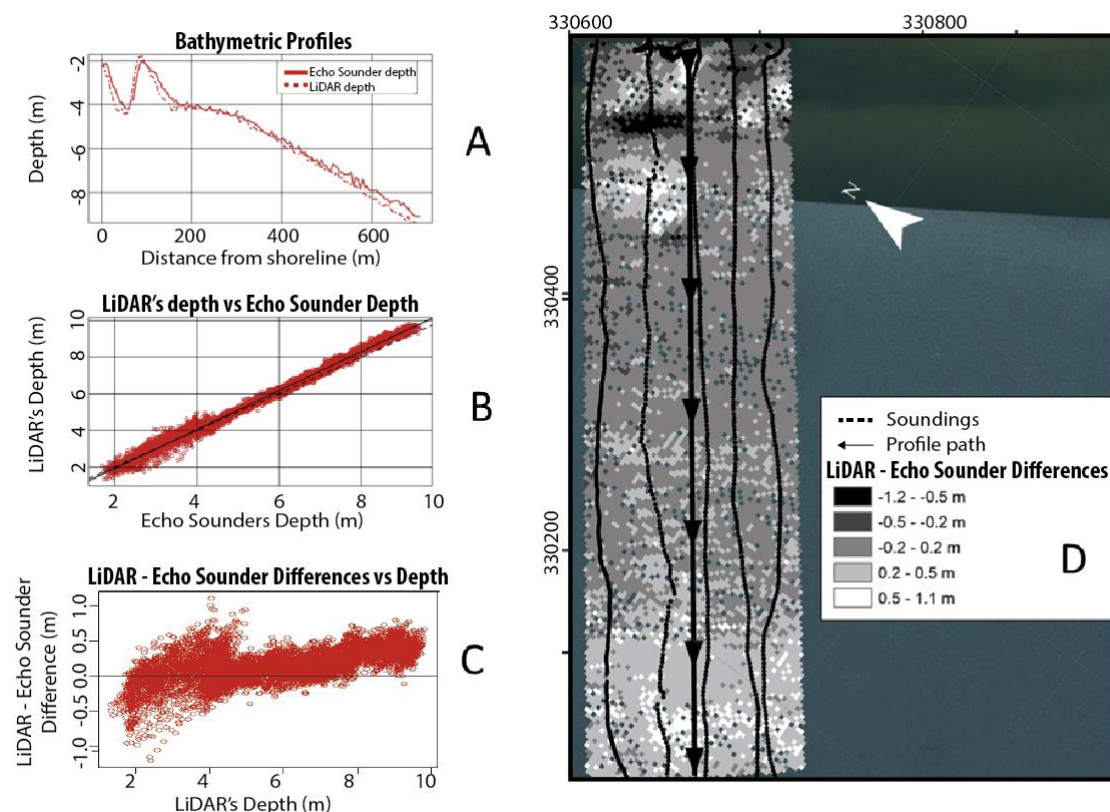 Bathymetric Profiles
Echo Sounder depth
LiDAR depth
-2
-4
-6
-8
Depth (m)
0
200
400
600
Distance from shoreline (m)
A
LiDAR's depth vs Echo Sounder Depth
10
8
6
4
2
LiDAR's Depth (m)
2
4
6
8
10
Echo Sounders Depth (m)
B
LiDAR - Echo Sounder Differences vs Depth
1.0
0.5
0.0
-0.5
-1.0
LiDAR - Echo Sounder
Difference (m)
2
4
6
8
10
LiDAR's Depth (m)
C
330600
330800
330400
330200
N
Soundings
Profile path
LiDAR - Echo Sounder Differences
-1.2 - -0.5 m
-0.5 - -0.2 m
-0.2 - 0.2 m
0.2 - 0.5 m
0.5 - 1.1 m
D